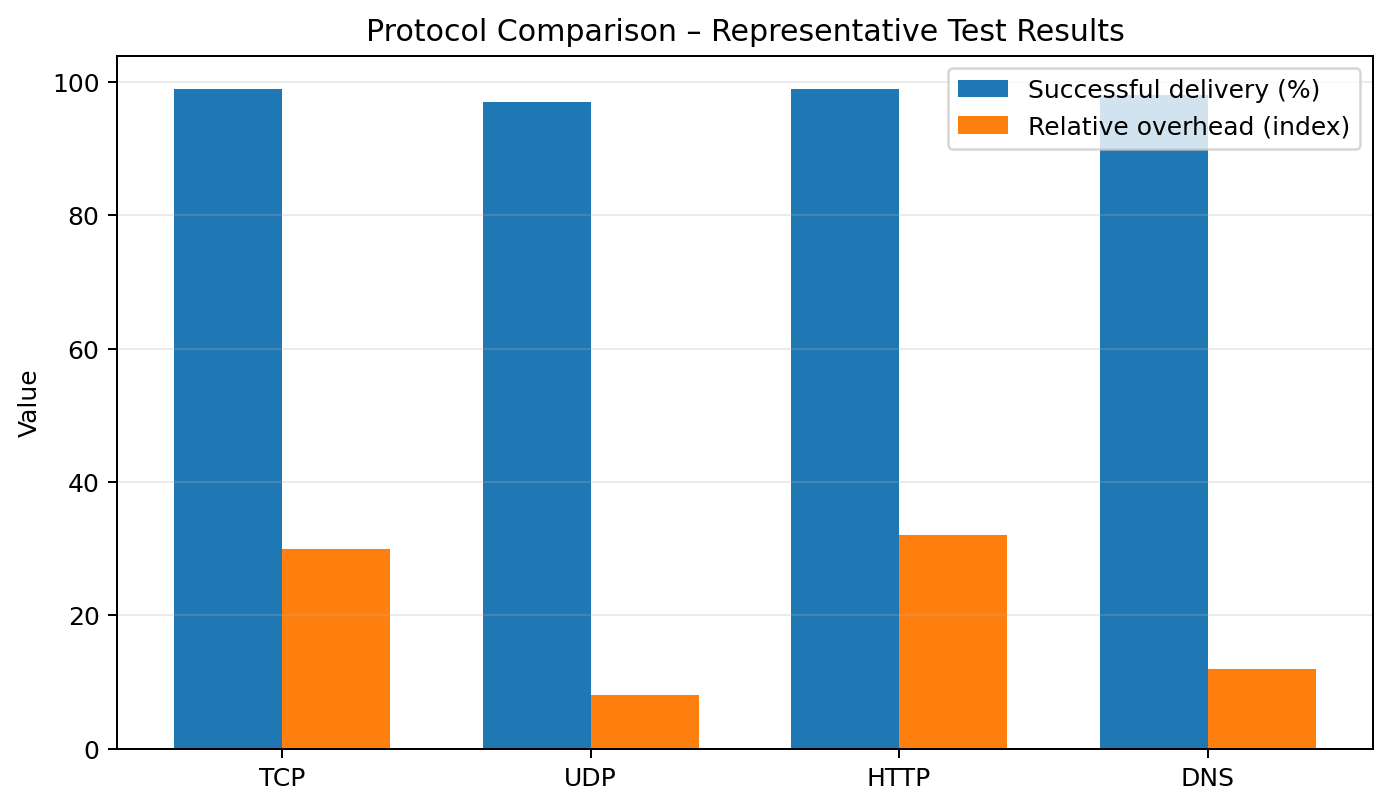 Protocol Comparison – Representative Test Results
Successful delivery (%)
Relative overhead (index)
Value
100
80
60
40
20
0
TCP UDP HTTP DNS